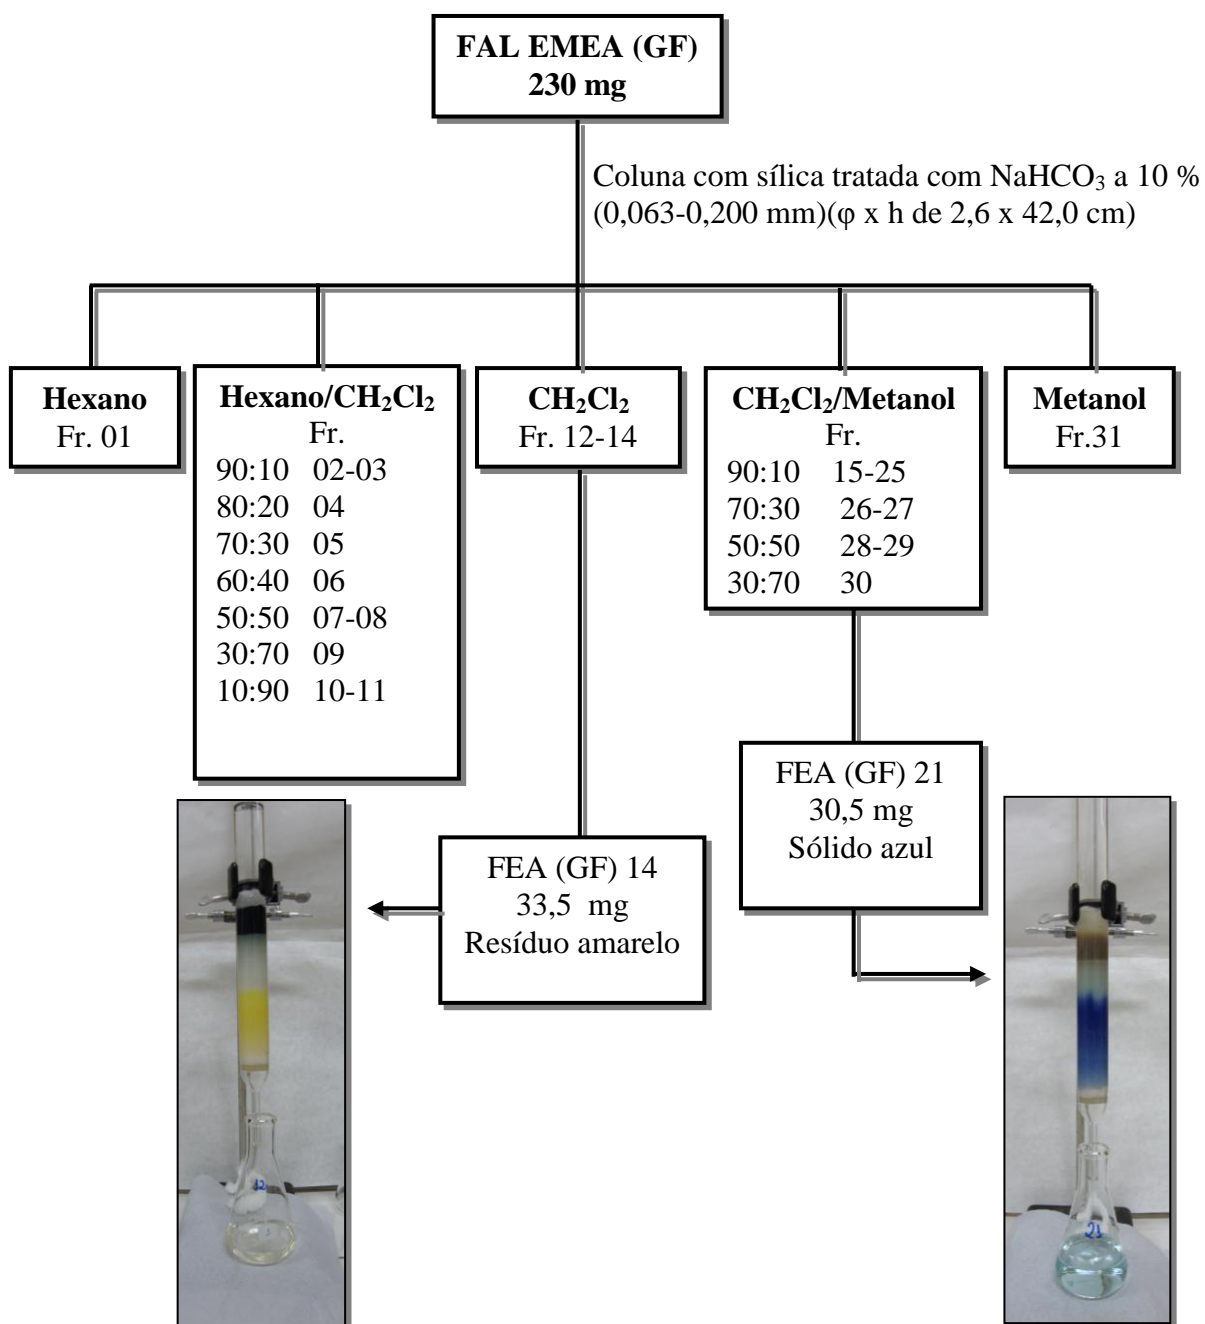 FAL EMEA (GF)
230 mg
Coluna com sílica tratada com NaHCO₃ a 10 %
(0,063-0,200 mm)(φ x h de 2,6 x 42,0 cm)
Hexano
Fr. 01
Hexano/CH₂Cl₂
Fr.
90:10 02-03
80:20 04
70:30 05
60:40 06
50:50 07-08
30:70 09
10:90 10-11
CH₂Cl₂
Fr. 12-14
CH₂Cl₂/Metanol
Fr.
90:10 15-25
70:30 26-27
50:50 28-29
30:70 30
Metanol
Fr.31
FEA (GF) 14
33,5 mg
Resíduo amarelo
FEA (GF) 21
30,5 mg
Sólido azul
12
21